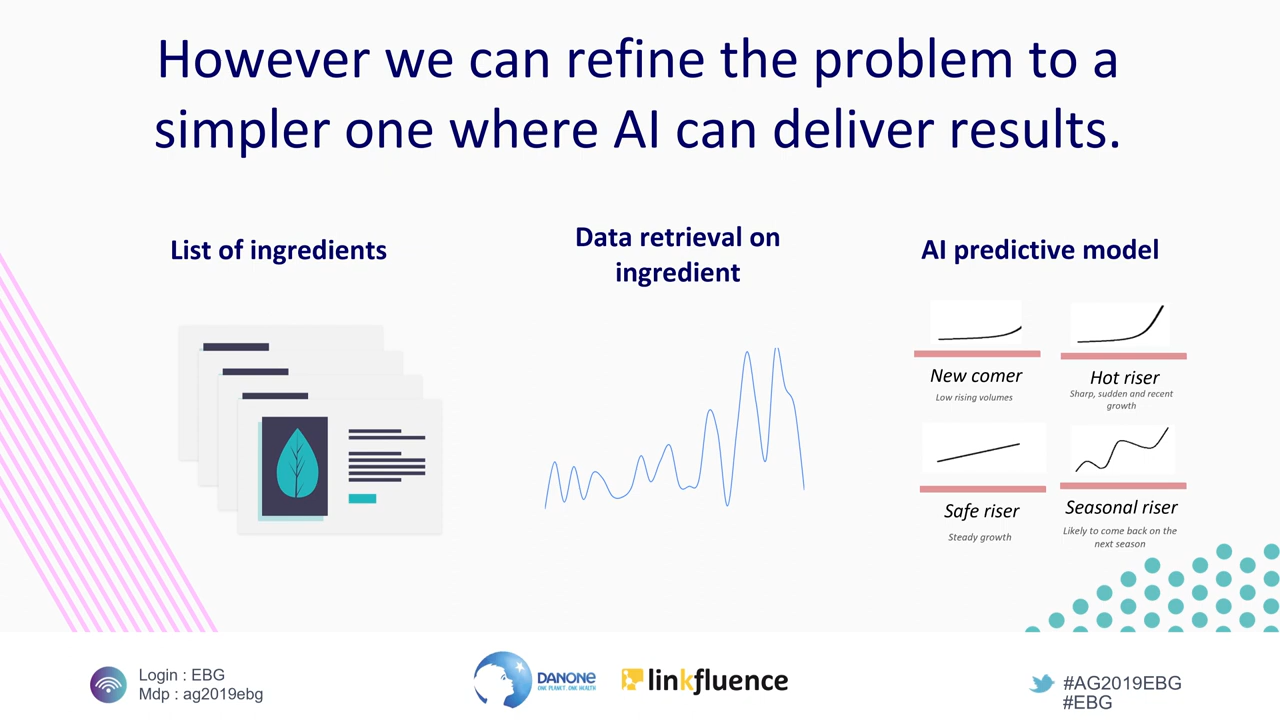 However we can refine the problem to a
simpler one where AI can deliver results.
List of ingredients
Data retrieval on
ingredient
AI predictive model
New comer
Low rising volumes
Hot riser
Sharp, sudden and recent
growth
Safe riser
Steady growth
Seasonal riser
Likely to come back on the
next season
Login : EBG
Mdp : ag2019ebg
DANONE
ONE PLANET. ONE HEALTH
linkfluence
#AG2019EBG
#EBG